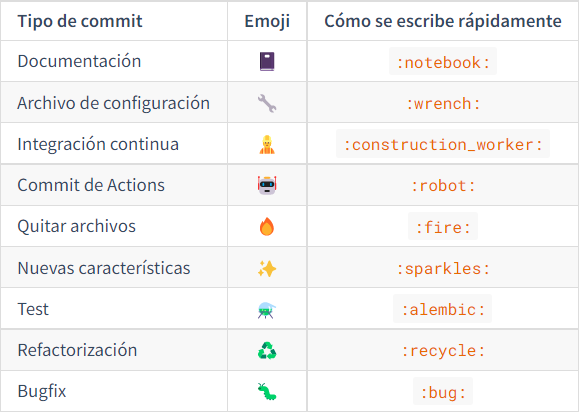 Tipo de commit Emoji Cómo se escribe rápidamente
Documentación :notebook:
Archivo de configuración :wrench:
Integración continua :construction_worker:
Commit de Actions :robot:
Quitar archivos :fire:
Nuevas características :sparkles:
Test :alembic:
Refactorización :recycle:
Bugfix :bug: